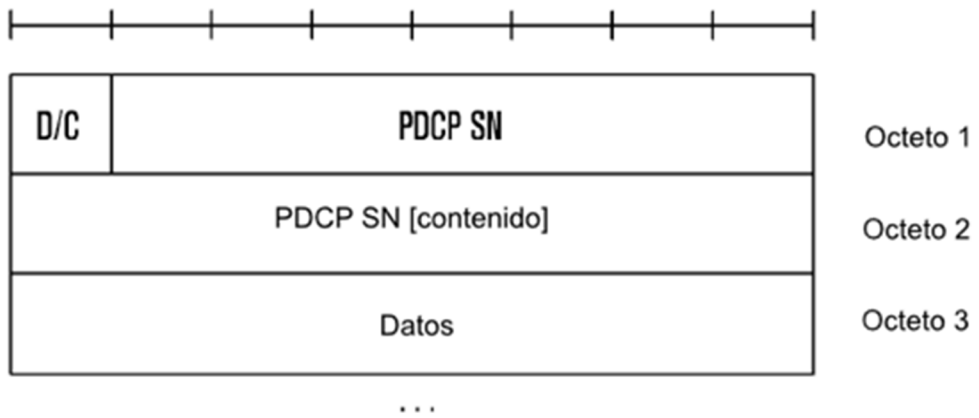 D/C PDCP SN Octeto 1
PDCP SN [contenido] Octeto 2
Datos Octeto 3
...